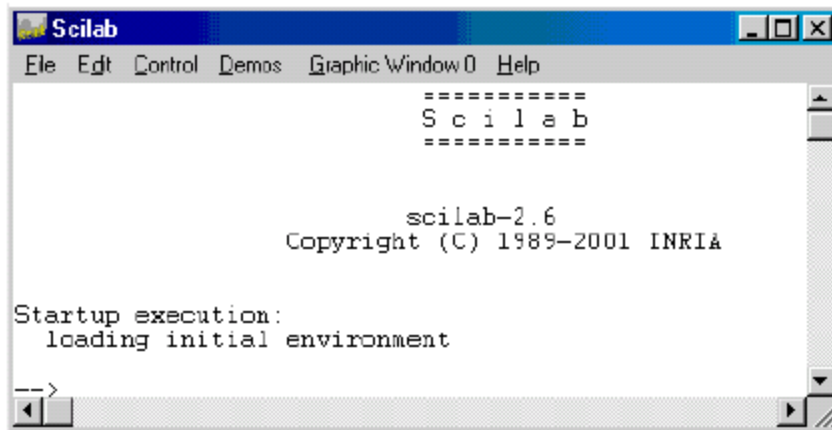 Scilab
File Edit Control Demos Graphic Window 0 Help
===========
S c i l a b
===========
scilab-2.6
Copyright (C) 1989-2001 INRIA
Startup execution:
loading initial environment
-->